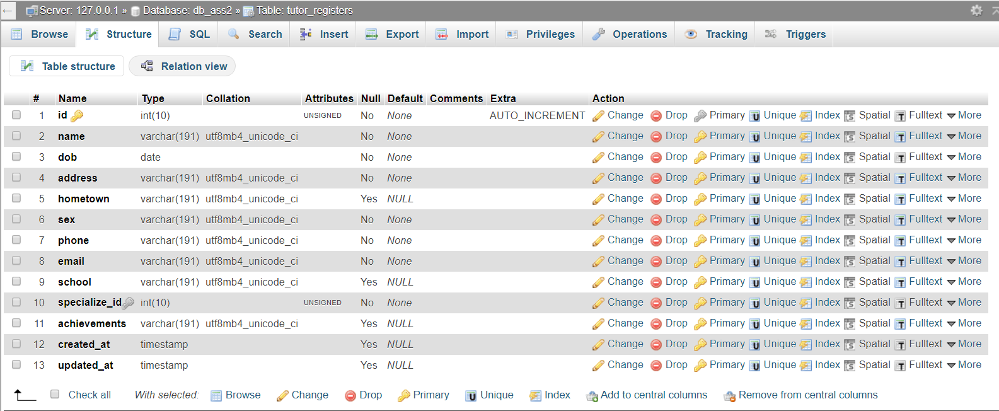 Server: 127.0.0.1 » Database: db_ass2 » Table: tutor_registers
Browse Structure SQL Search Insert Export Import Privileges Operations Tracking Triggers
Table structure Relation view
# Name Type Collation Attributes Null Default Comments Extra Action
1 id int(10) UNSIGNED No None AUTO_INCREMENT Change Drop Primary Unique Index Spatial Fulltext More
2 name varchar(191) utf8mb4_unicode_ci No None Change Drop Primary Unique Index Spatial Fulltext More
3 dob date No None Change Drop Primary Unique Index Spatial Fulltext More
4 address varchar(191) utf8mb4_unicode_ci No None Change Drop Primary Unique Index Spatial Fulltext More
5 hometown varchar(191) utf8mb4_unicode_ci Yes NULL Change Drop Primary Unique Index Spatial Fulltext More
6 sex varchar(191) utf8mb4_unicode_ci No None Change Drop Primary Unique Index Spatial Fulltext More
7 phone varchar(191) utf8mb4_unicode_ci No None Change Drop Primary Unique Index Spatial Fulltext More
8 email varchar(191) utf8mb4_unicode_ci No None Change Drop Primary Unique Index Spatial Fulltext More
9 school varchar(191) utf8mb4_unicode_ci Yes NULL Change Drop Primary Unique Index Spatial Fulltext More
10 specialize_id int(10) UNSIGNED No None Change Drop Primary Unique Index Spatial Fulltext More
11 achievements varchar(191) utf8mb4_unicode_ci Yes NULL Change Drop Primary Unique Index Spatial Fulltext More
12 created_at timestamp Yes NULL Change Drop Primary Unique Index Spatial Fulltext More
13 updated_at timestamp Yes NULL Change Drop Primary Unique Index Spatial Fulltext More
Check all With selected: Browse Change Drop Primary Unique Index Add to central columns Remove from central columns